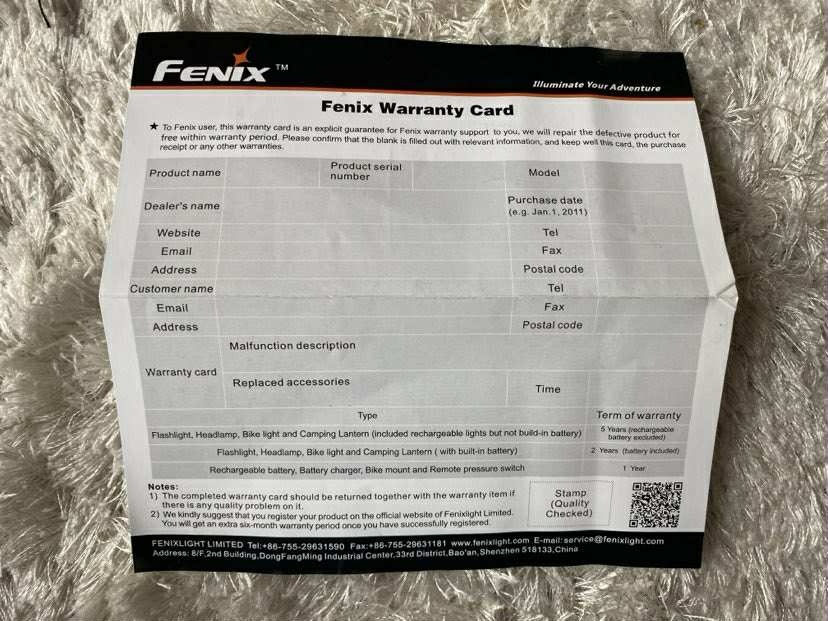 FENIX™
Illuminate Your Adventure
Fenix Warranty Card
★ To Fenix user, this warranty card is an explicit guarantee for Fenix warranty support to you, we will repair the defective product for
free within warranty period. Please confirm that the blank is filled out with relevant information, and keep well this card, the purchase
receipt or any other warranties.
Product name
Product serial
number
Model
Dealer's name
Purchase date
(e.g. Jan.1, 2011)
Website
Tel
Email
Fax
Address
Postal code
Customer name
Tel
Email
Fax
Address
Postal code
Warranty card
Malfunction description
Replaced accessories
Time
Type
Term of warranty
Flashlight, Headlamp, Bike light and Camping Lantern (included rechargeable lights but not build-in battery)
5 Years (rechargeable
battery excluded)
Flashlight, Headlamp, Bike light and Camping Lantern ( with built-in battery)
2 Years (battery included)
Rechargeable battery, Battery charger, Bike mount and Remote pressure switch
1 Year
Notes:
1) The completed warranty card should be returned together with the warranty item if
there is any quality problem on it.
2) We kindly suggest that you register your product on the official website of Fenixlight Limited.
You will get an extra six-month warranty period once you have successfully registered.
Stamp
(Quality
Checked)
FENIXLIGHT LIMITED Tel:+86-755-29631590 Fax:+86-755-29631181 www.fenixlight.com E-mail:service@fenixlight.com
Address: 8/F,2nd Building,DongFangMing Industrial Center,33rd District,Bao'an,Shenzhen 518133,China